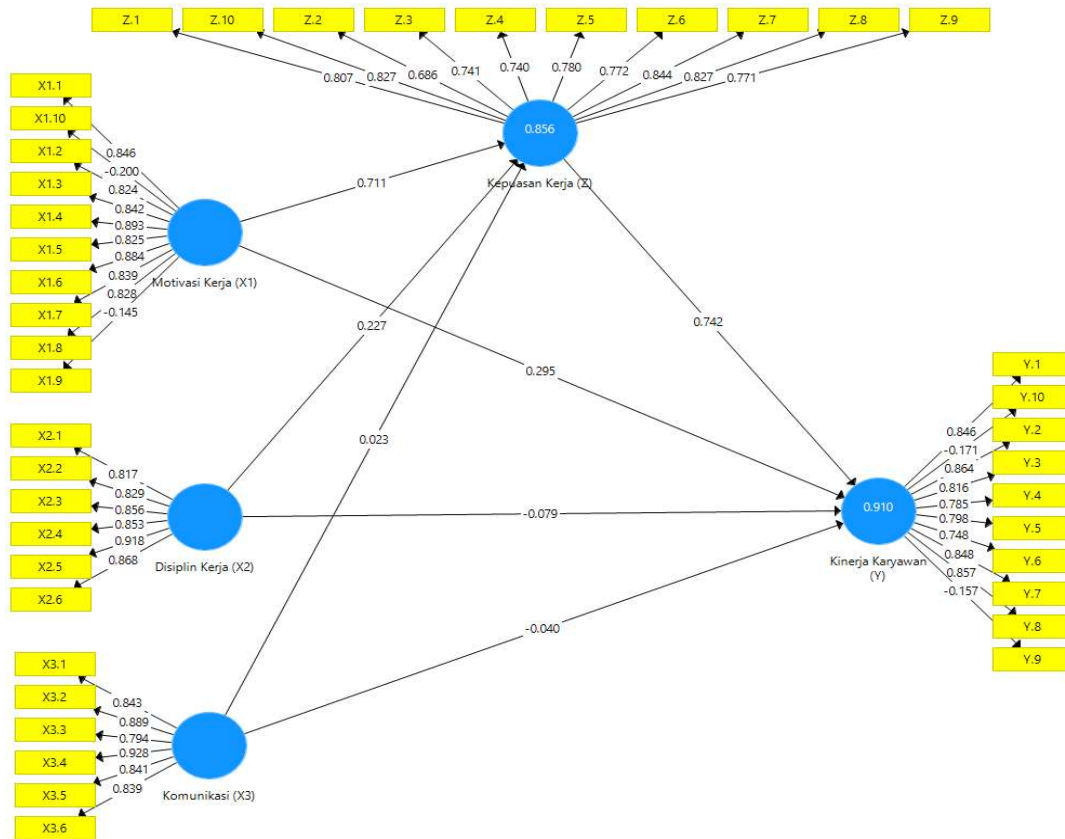 Z.1 Z.10 Z.2 Z.3 Z.4 Z.5 Z.6 Z.7 Z.8 Z.9
0.807 0.827 0.686 0.741 0.740 0.780 0.772 0.844 0.827 0.771
0.856
Kepuasan Kerja (Z)
X1.1
X1.10
X1.2
X1.3
X1.4
X1.5
X1.6
X1.7
X1.8
X1.9
0.846
-0.200
0.824
0.842
0.893
0.825
0.884
0.839
0.828
-0.145
Motivasi Kerja (X1)
0.711
0.227
0.023
0.295
0.742
-0.079
-0.040
X2.1
X2.2
X2.3
X2.4
X2.5
X2.6
0.817
0.829
0.856
0.853
0.918
0.868
Disiplin Kerja (X2)
X3.1
X3.2
X3.3
X3.4
X3.5
X3.6
0.843
0.889
0.794
0.928
0.841
0.839
Komunikasi (X3)
0.910
Kinerja Karyawan
(Y)
0.846
-0.171
0.864
0.816
0.785
0.798
0.748
0.848
0.857
-0.157
Y.1
Y.10
Y.2
Y.3
Y.4
Y.5
Y.6
Y.7
Y.8
Y.9